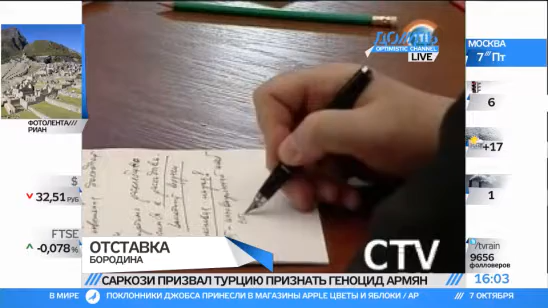 ДОЖДЬ
OPTIMISTIC CHANNEL
LIVE
МОСКВА
7 /// Пт
6
+17
1
ФОТОЛЕНТА///
РИАН
$
32,51 РУБ
FTSE
-0,078 %
ОТСТАВКА
БОРОДИНА
CTV
/tvrain
9656
фолловеров
САРКОЗИ ПРИЗВАЛ ТУРЦИЮ ПРИЗНАТЬ ГЕНОЦИД АРМЯН
16:03
В МИРЕ
ПОКЛОННИКИ ДЖОБСА ПРИНЕСЛИ В МАГАЗИНЫ APPLE ЦВЕТЫ И ЯБЛОКИ / AP
7 ОКТЯБРЯ